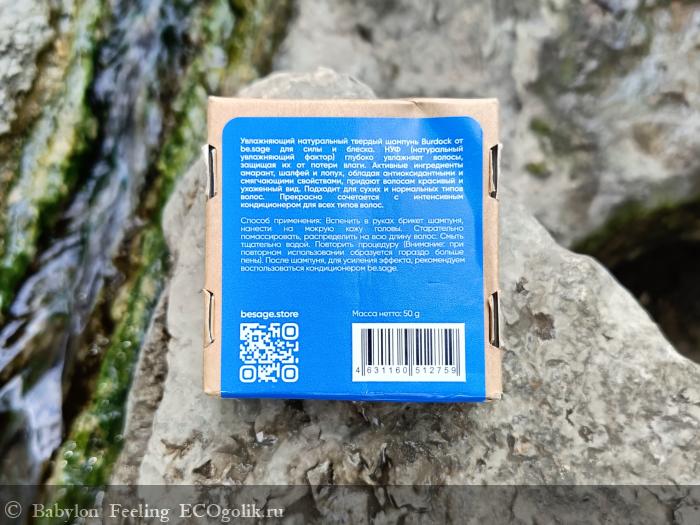 Увлажняющий натуральный твердый шампунь Burdock от
be.sage для силы и блеска. НУФ (натуральный
увлажняющий фактор) глубоко увлажняет волосы,
защищая их от потери влаги. Активные ингредиенты
амарант, шалфей и лопух, обладая антиоксидантными и
смягчающими свойствами, придают волосам красивый и
ухоженный вид. Подходит для сухих и нормальных типов
волос. Прекрасно сочетается с интенсивным
кондиционером для всех типов волос.
Способ применения: Вспенить в руках брикет шампуня,
нанести на мокрую кожу головы. Старательно
помассировать, распределить на всю длину волос. Смыть
тщательно водой. Повторить процедуру (Внимание: при
повторном использовании образуется гораздо больше
пены). После шампуня, для усиления эффекта, рекомендуем
воспользоваться кондиционером be.sage.
besage.store
Масса нетто: 50 g
4 631160 512759
© Babylon Feeling ECOgolik.ru